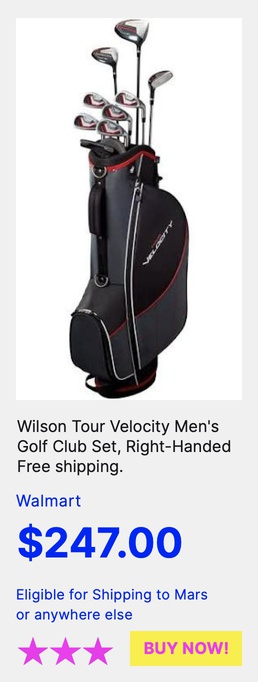 VELOCITY
Wilson Tour Velocity Men's
Golf Club Set, Right-Handed
Free shipping.
Walmart
$247.00
Eligible for Shipping to Mars
or anywhere else
BUY NOW!